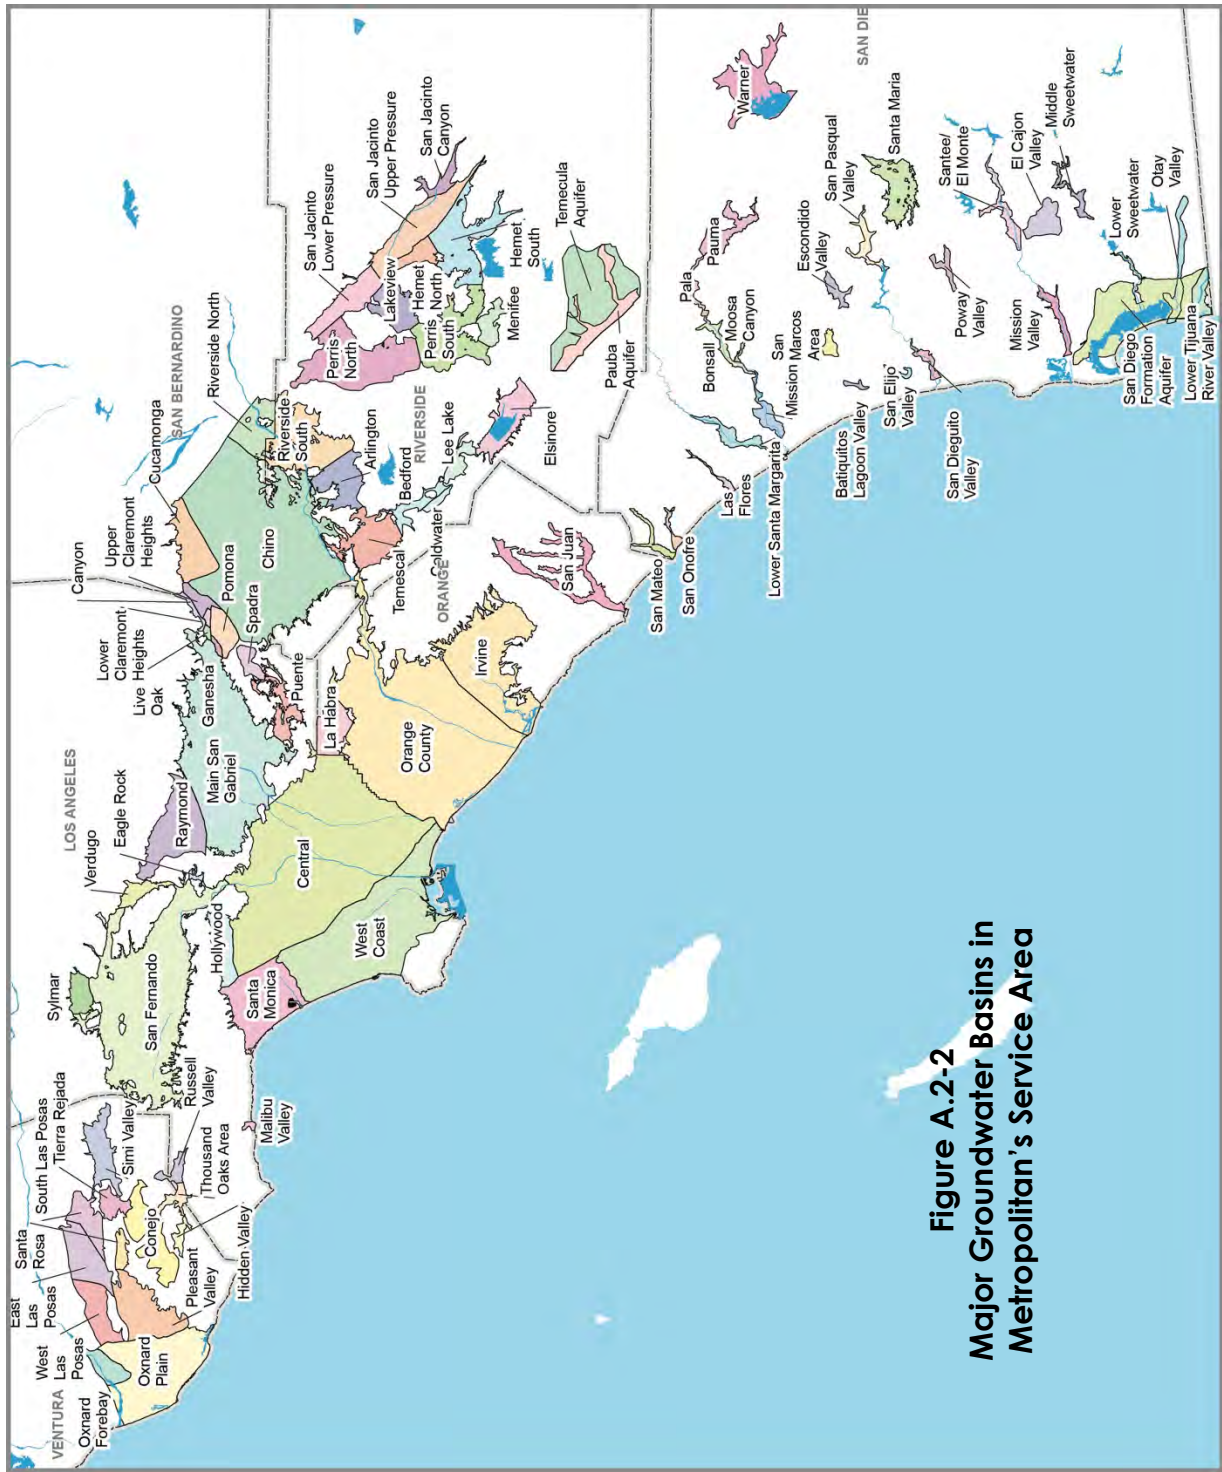 VENTURA
Oxnard
Forebay
West
Las
Posas
East
Las
Posas
Santa
Rosa
South Las Posas
Tierra Rejada
Simi Valley
Oxnard
Plain
Pleasant
Valley
Conejo
Hidden Valley
Thousand
Oaks Area
Russell
Valley
Malibu
Valley
Sylmar
San Fernando
Verdugo
Eagle Rock
LOS ANGELES
Hollywood
Santa
Monica
West
Coast
Central
Raymond
Main San
Gabriel
Live
Oak
Ganesha
Lower
Claremont
Heights
Canyon
Upper
Claremont
Heights
Pomona
Spadra
Puente
La Habra
Orange
County
Irvine
ORANGE
Cucamonga
SAN BERNARDINO
Chino
Riverside North
Riverside
South
Arlington
Temescal
Bedford
Coldwater
Lee Lake
RIVERSIDE
Elsinore
San Juan
San Jacinto
Lower Pressure
San Jacinto
Upper Pressure
San Jacinto
Canyon
Perris
North
Lakeview
Hemet
North
Perris
South
Menifee
Hemet
South
Temecula
Aquifer
Pauba
Aquifer
San Mateo
San Onofre
Las
Flores
Lower Santa Margarita
Bonsall
Pala
Pauma
Moosa
Canyon
San
Marcos
Area
Mission
Warner
SAN DIE
Escondido
Valley
San Pasqual
Valley
Santa Maria
Batiquitos
Lagoon Valley
San Elijo
Valley
San Dieguito
Valley
Poway
Valley
Mission
Valley
Santee/
El Monte
El Cajon
Valley
Middle
Sweetwater
Lower
Sweetwater
Otay
Valley
San Diego
Formation
Aquifer
Lower Tijuana
River Valley
Figure A.2-2
Major Groundwater Basins in
Metropolitan's Service Area